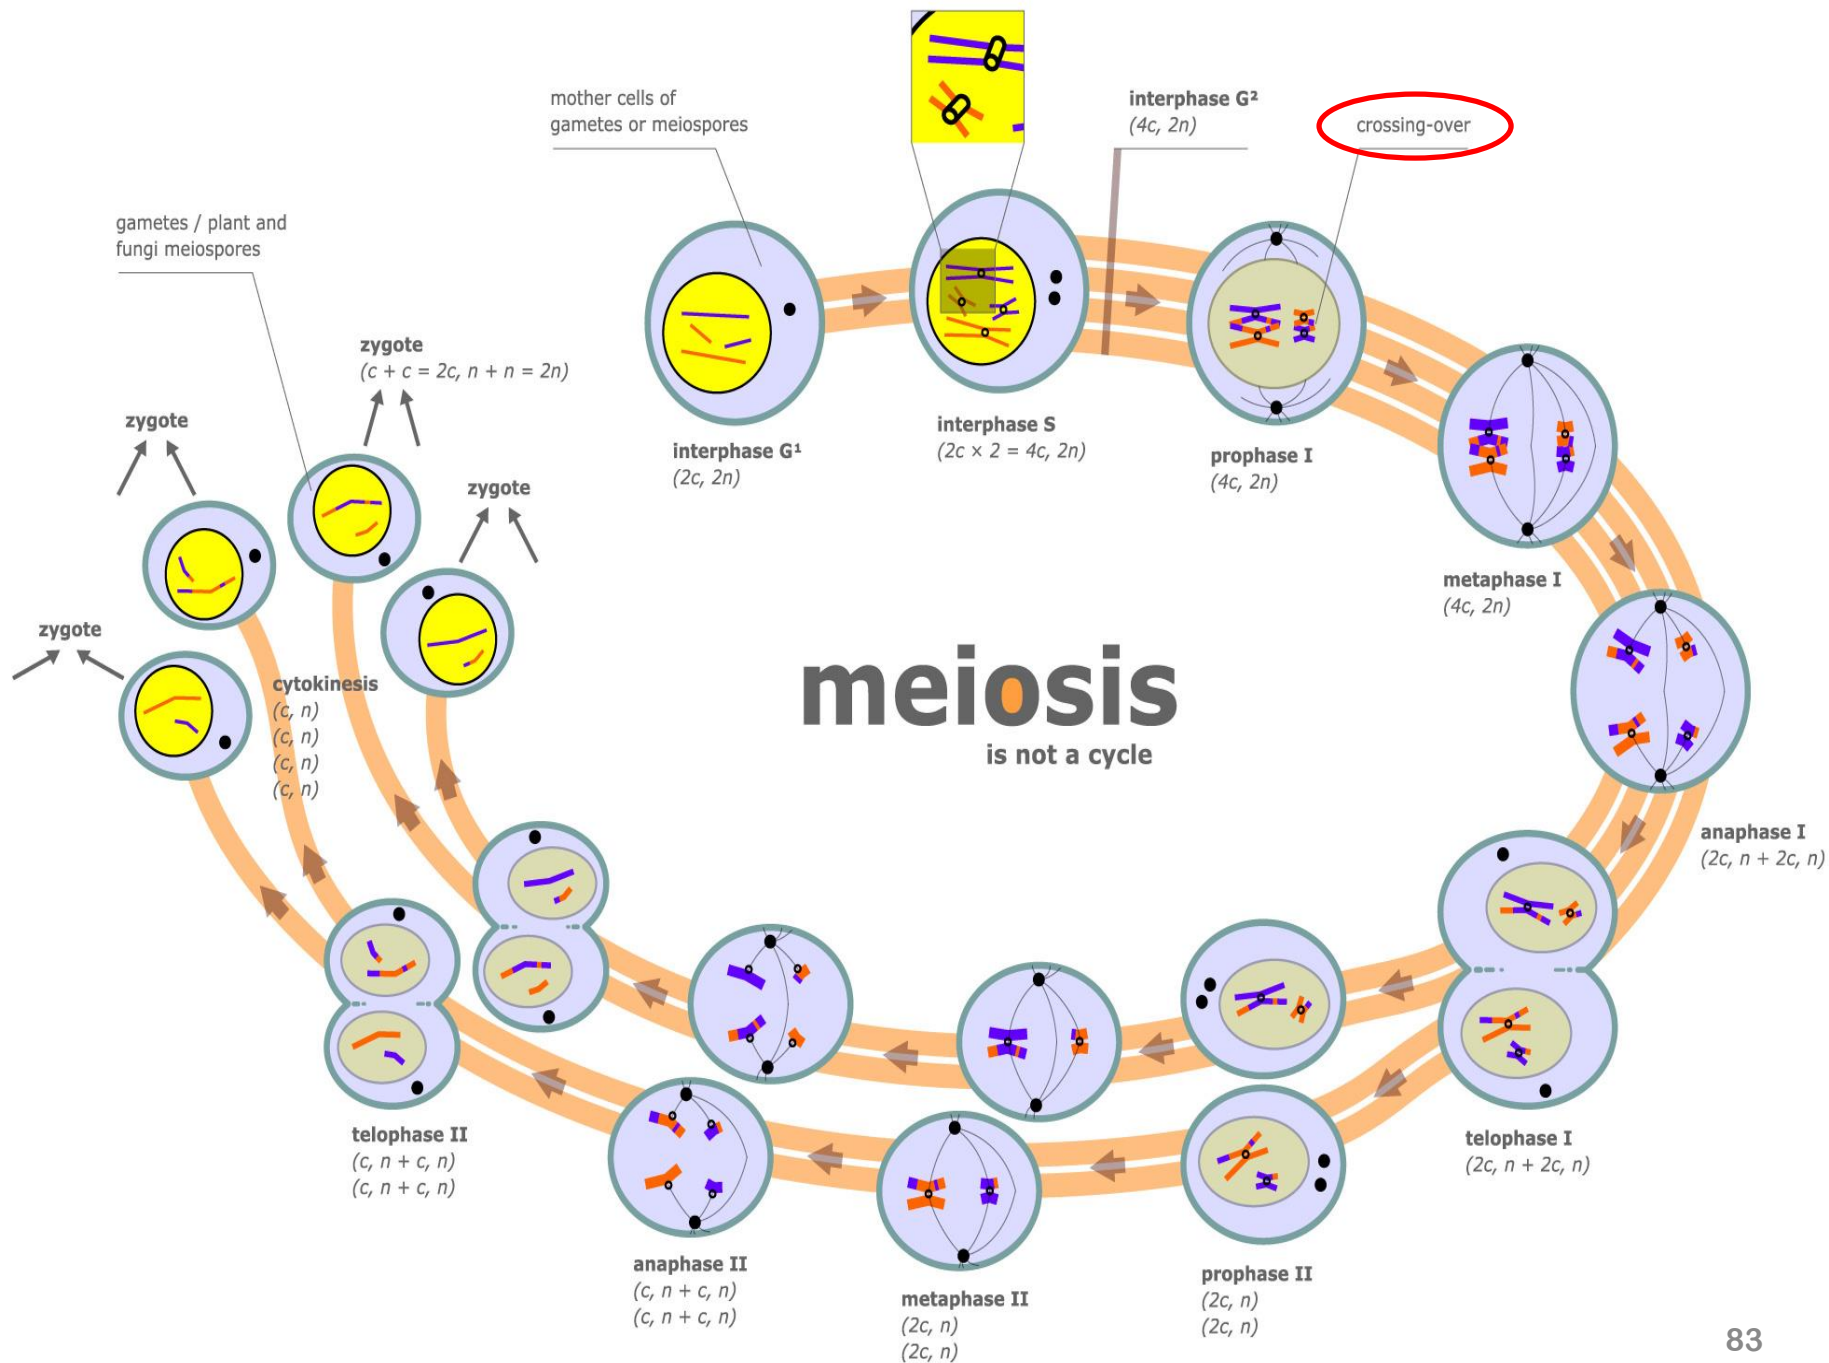 mother cells of
gametes or meiospores
interphase G²
(4c, 2n)
crossing-over
gametes / plant and
fungi meiospores
zygote
(c + c = 2c, n + n = 2n)
zygote
zygote
zygote
interphase G¹
(2c, 2n)
interphase S
(2c × 2 = 4c, 2n)
prophase I
(4c, 2n)
metaphase I
(4c, 2n)
meiosis
is not a cycle
cytokinesis
(c, n)
(c, n)
(c, n)
(c, n)
anaphase I
(2c, n + 2c, n)
telophase I
(2c, n + 2c, n)
telophase II
(c, n + c, n)
(c, n + c, n)
anaphase II
(c, n + c, n)
(c, n + c, n)
metaphase II
(2c, n)
(2c, n)
prophase II
(2c, n)
(2c, n)
83